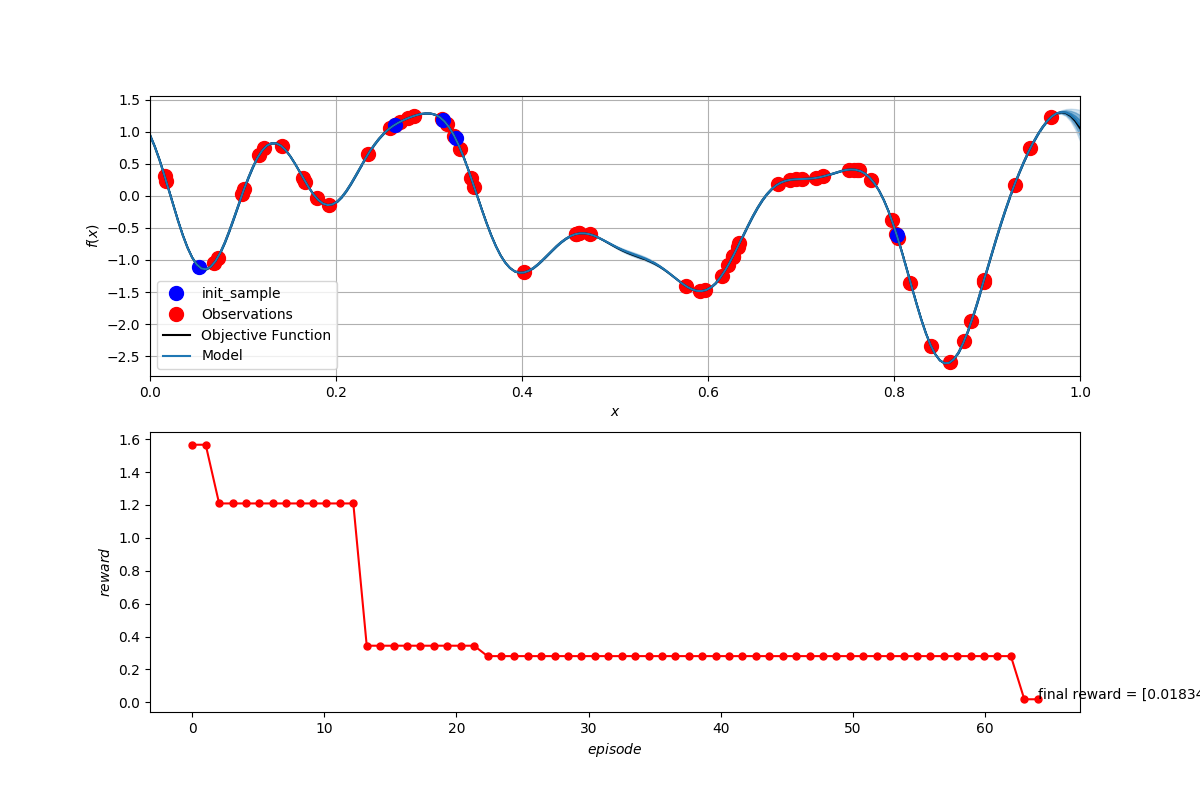 1.5
1.0
0.5
0.0
−0.5
−1.0
−1.5
−2.0
−2.5
f(x)
init_sample
Observations
Objective Function
Model
0.0 0.2 0.4 0.6 0.8 1.0
x
1.6
1.4
1.2
1.0
0.8
0.6
0.4
0.2
0.0
reward
final reward = [0.01834
0 10 20 30 40 50 60
episode